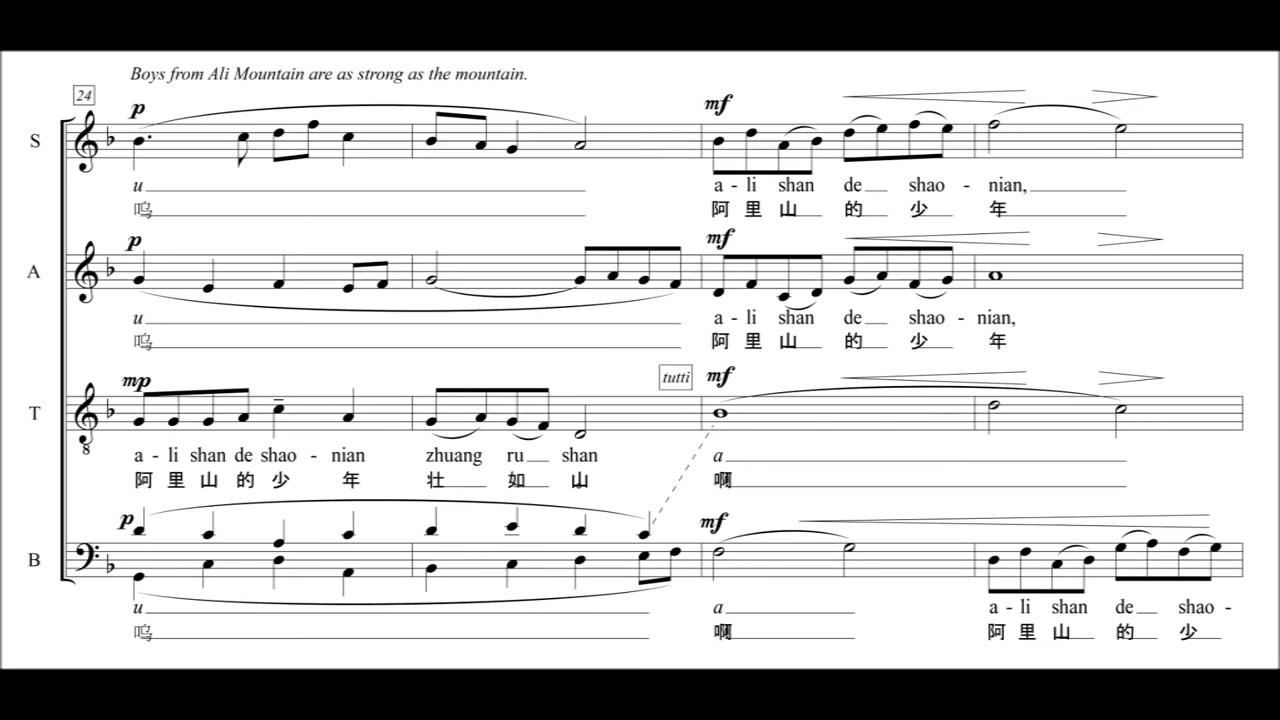 Boys from Ali Mountain are as strong as the mountain.
24
p mf
S
u a - li shan de shao - nian,
呜 阿 里 山 的 少 年
p mf
A
u a - li shan de shao - nian,
呜 阿 里 山 的 少 年
mp tutti mf
T
8
a - li shan de shao - nian zhuang ru shan a
阿 里 山 的 少 年 壮 如 山 啊
p mf
B
u a a - li shan de shao -
呜 啊 阿 里 山 的 少